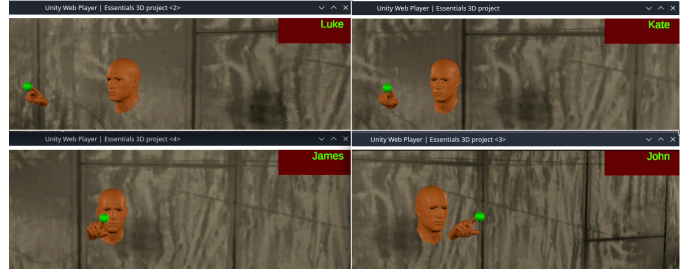 Unity Web Player | Essentials 3D project <2>
Luke
Unity Web Player | Essentials 3D project
Kate
Unity Web Player | Essentials 3D project <4>
James
Unity Web Player | Essentials 3D project <3>
John